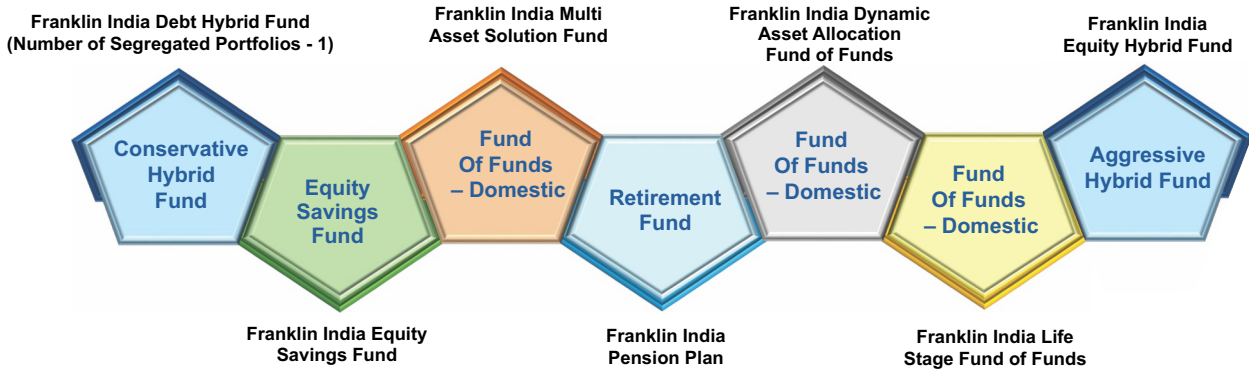 Franklin India Debt Hybrid Fund
(Number of Segregated Portfolios - 1)
Franklin India Multi
Asset Solution Fund
Franklin India Dynamic
Asset Allocation
Fund of Funds
Franklin India
Equity Hybrid Fund
Conservative
Hybrid
Fund
Equity
Savings
Fund
Fund
Of Funds
– Domestic
Retirement
Fund
Fund
Of Funds
– Domestic
Fund
Of Funds
– Domestic
Aggressive
Hybrid Fund
Franklin India Equity
Savings Fund
Franklin India
Pension Plan
Franklin India Life
Stage Fund of Funds